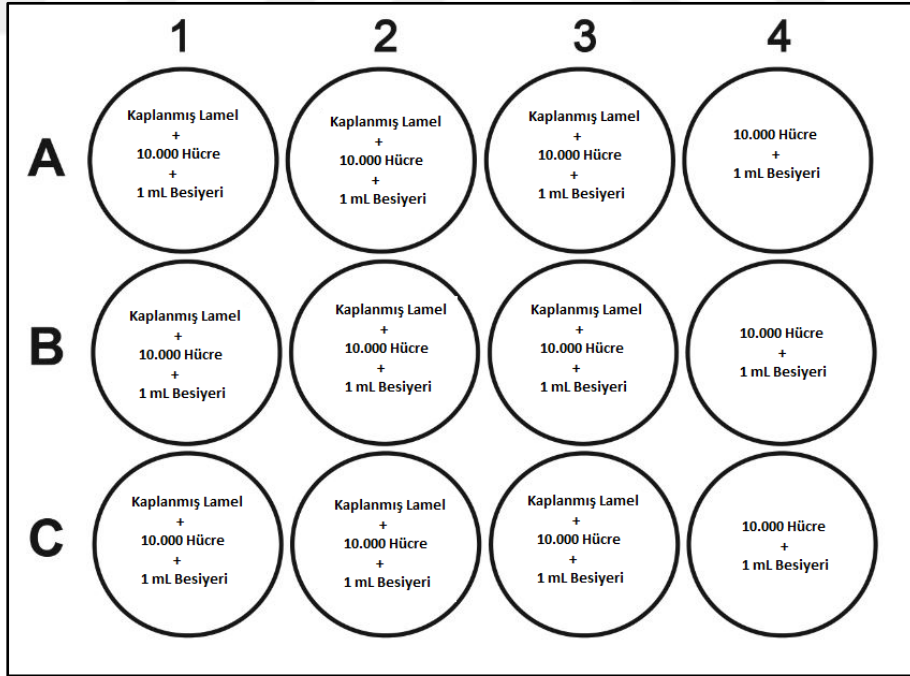 1 2 3 4
A
Kaplanmış Lamel
+
10.000 Hücre
+
1 mL Besiyeri
Kaplanmış Lamel
+
10.000 Hücre
+
1 mL Besiyeri
Kaplanmış Lamel
+
10.000 Hücre
+
1 mL Besiyeri
10.000 Hücre
+
1 mL Besiyeri
B
Kaplanmış Lamel
+
10.000 Hücre
+
1 mL Besiyeri
Kaplanmış Lamel
+
10.000 Hücre
+
1 mL Besiyeri
Kaplanmış Lamel
+
10.000 Hücre
+
1 mL Besiyeri
10.000 Hücre
+
1 mL Besiyeri
C
Kaplanmış Lamel
+
10.000 Hücre
+
1 mL Besiyeri
Kaplanmış Lamel
+
10.000 Hücre
+
1 mL Besiyeri
Kaplanmış Lamel
+
10.000 Hücre
+
1 mL Besiyeri
10.000 Hücre
+
1 mL Besiyeri